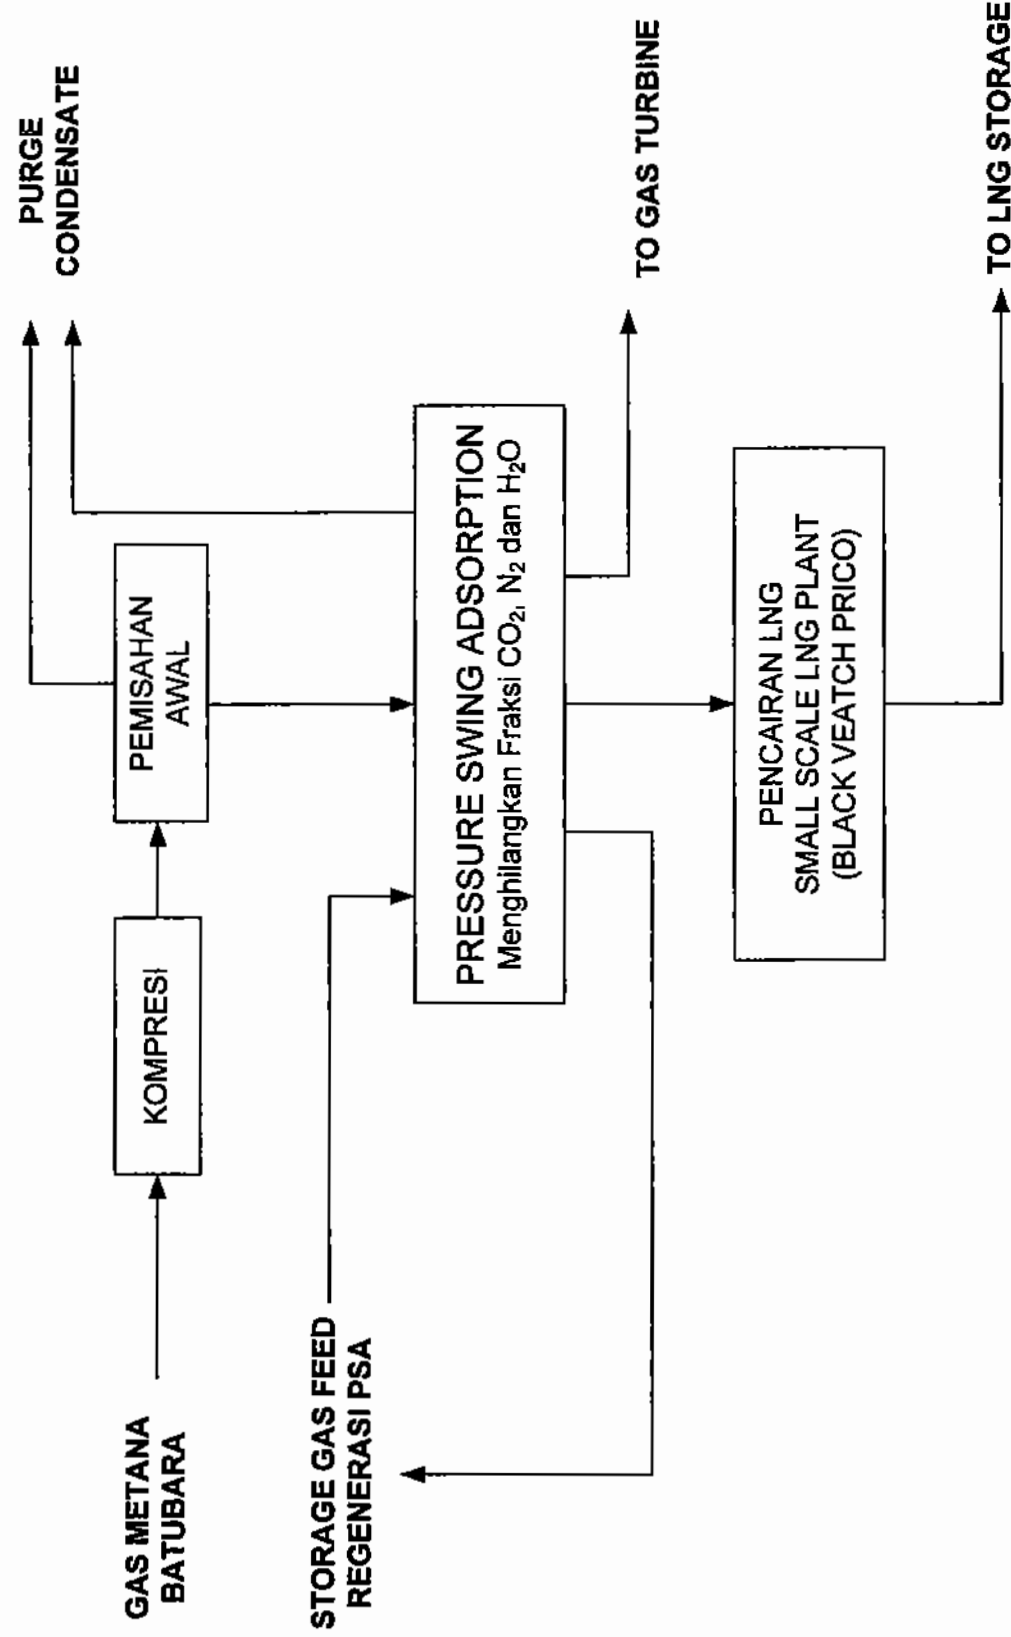 GAS METANA
BATUBARA
KOMPRESI
PEMISAHAN
AWAL
PURGE
CONDENSATE
STORAGE GAS FEED
REGENERASI PSA
PRESSURE SWING ADSORPTION
Menghilangkan Fraksi CO₂, N₂ dan H₂O
TO GAS TURBINE
PENCAIRAN LNG
SMALL SCALE LNG PLANT
(BLACK VEATCH PRICO)
TO LNG STORAGE